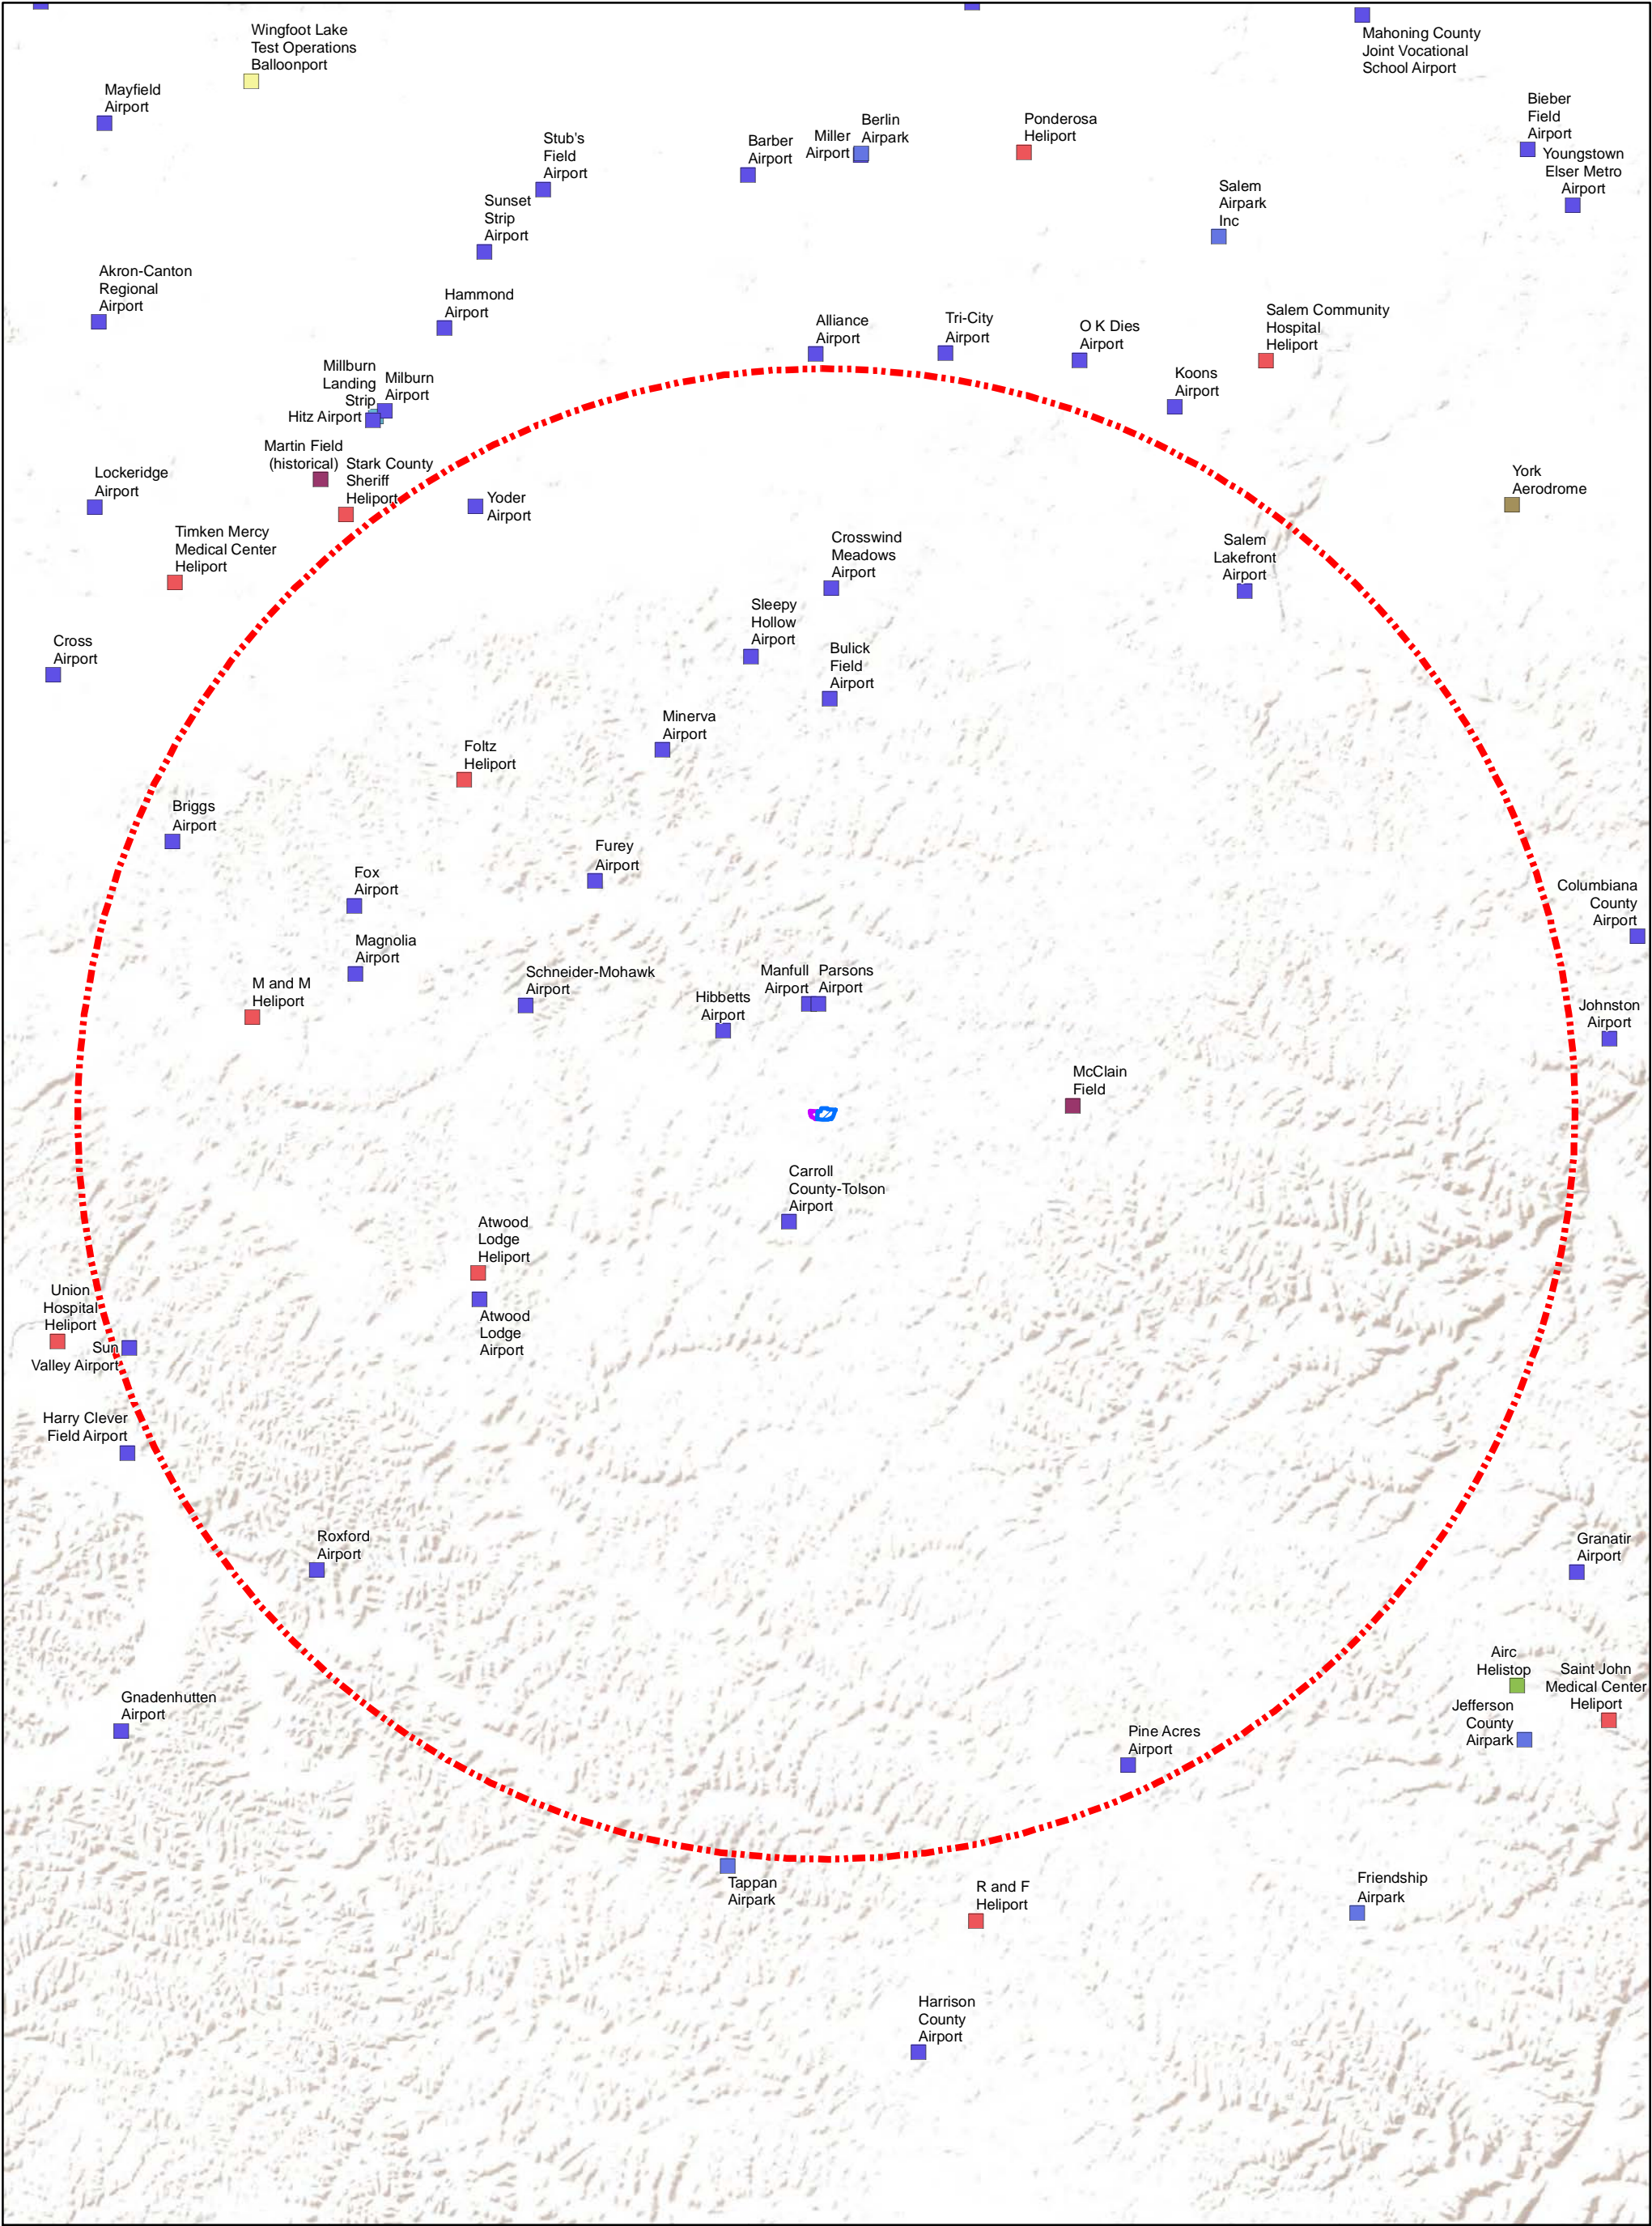 Wingfoot Lake
Test Operations
Balloonport
Mahoning County
Joint Vocational
School Airport
Mayfield
Airport
Bieber
Field
Airport
Stub's
Field
Airport
Barber
Airport
Miller
Airport
Berlin
Airpark
Ponderosa
Heliport
Youngstown
Elser Metro
Airport
Sunset
Strip
Airport
Salem
Airpark
Inc
Akron-Canton
Regional
Airport
Hammond
Airport
Alliance
Airport
Tri-City
Airport
O K Dies
Airport
Salem Community
Hospital
Heliport
Millburn
Landing
Strip
Milburn
Airport
Hitz Airport
Koons
Airport
Martin Field
(historical)
Stark County
Sheriff
Heliport
Lockeridge
Airport
Yoder
Airport
York
Aerodrome
Timken Mercy
Medical Center
Heliport
Crosswind
Meadows
Airport
Salem
Lakefront
Airport
Sleepy
Hollow
Airport
Cross
Airport
Bulick
Field
Airport
Minerva
Airport
Foltz
Heliport
Briggs
Airport
Furey
Airport
Fox
Airport
Columbiana
County
Airport
Magnolia
Airport
M and M
Heliport
Schneider-Mohawk
Airport
Manfull
Airport
Parsons
Airport
Hibbetts
Airport
Johnston
Airport
McClain
Field
Carroll
County-Tolson
Airport
Atwood
Lodge
Heliport
Union
Hospital
Heliport
Atwood
Lodge
Airport
Sun
Valley Airport
Harry Clever
Field Airport
Roxford
Airport
Granatir
Airport
Airc
Helistop
Saint John
Medical Center
Heliport
Gnadenhutten
Airport
Jefferson
County
Airpark
Pine Acres
Airport
Tappan
Airpark
R and F
Heliport
Friendship
Airpark
Harrison
County
Airport